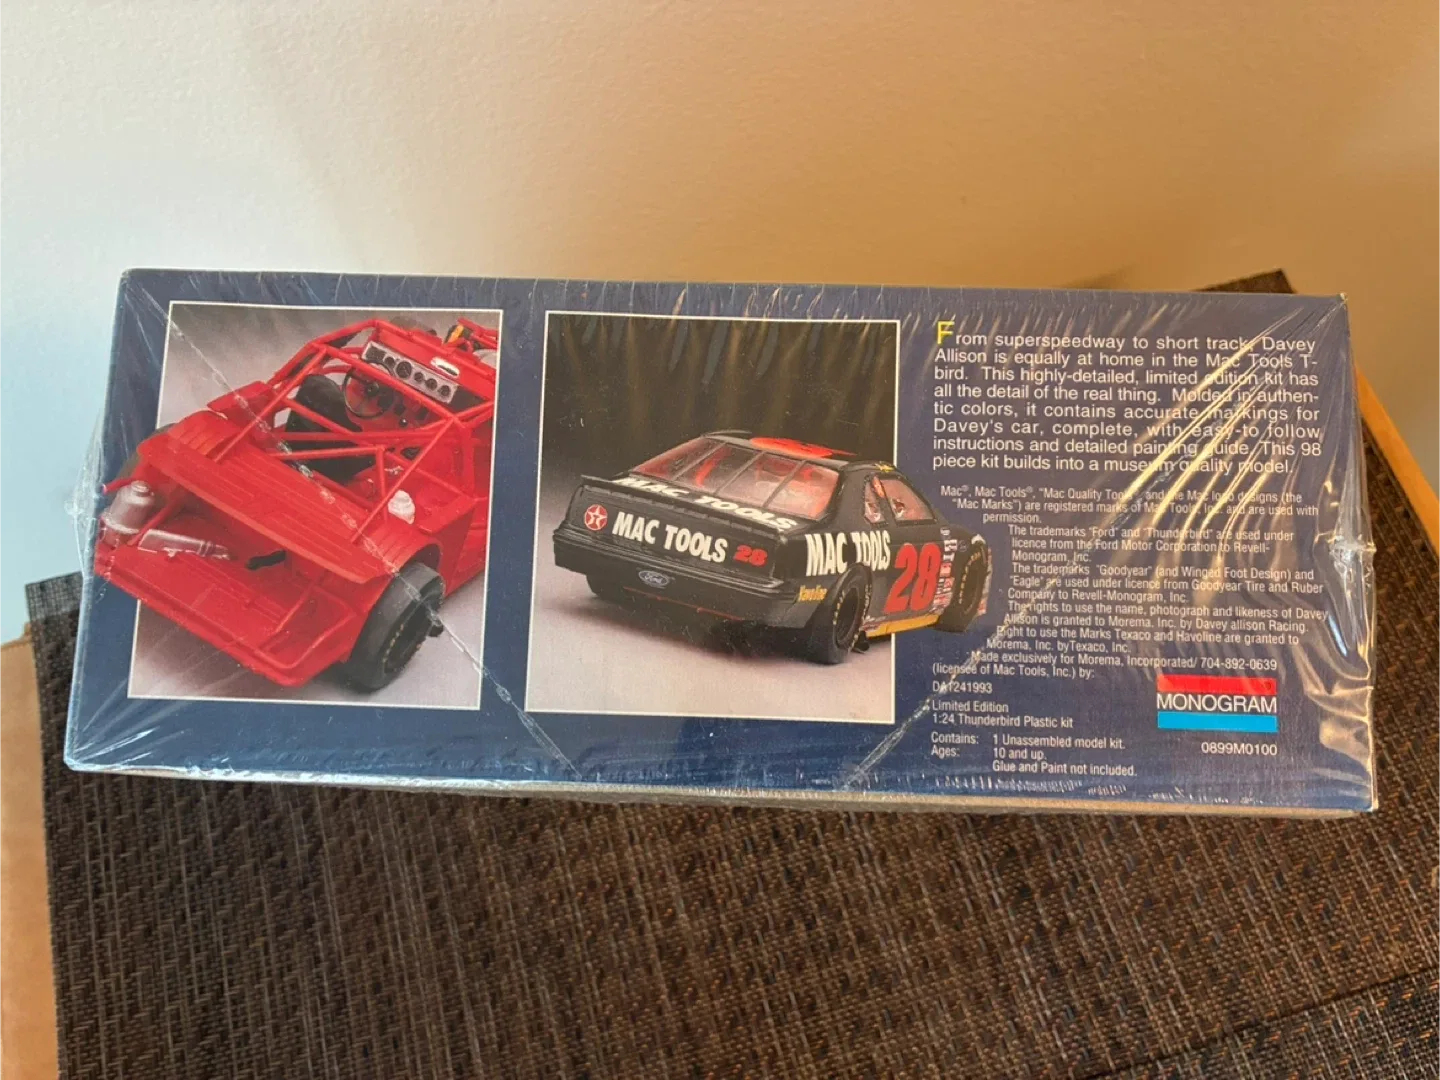 From superspeedway to short track, Davey
Allison is equally at home in the Mac Tools T-
bird. This highly-detailed, limited edition kit has
all the detail of the real thing. Molded in authen-
tic colors, it contains accurate markings for
Davey's car, complete, with easy-to follow
instructions and detailed painting guide. This 98
piece kit builds into a museum quality model.
Mac®, Mac Tools®, "Mac Quality Tools" and the Mac logo designs (the
"Mac Marks") are registered marks of Mac Tools, Inc. and are used with
permission.
The trademarks "Ford" and "Thunderbird" are used under
licence from the Ford Motor Corporation to Revell-
Monogram, Inc.
The trademarks "Goodyear" (and Winged Foot Design) and
"Eagle" are used under licence from Goodyear Tire and Ruber
Company to Revell-Monogram, Inc.
The rights to use the name, photograph and likeness of Davey
Allison is granted to Morema, Inc. by Davey allison Racing.
Right to use the Marks Texaco and Havoline are granted to
Morema, Inc. byTexaco, Inc.
Made exclusively for Morema, Incorporated/ 704-892-0639
(licensee of Mac Tools, Inc.) by:
DA1241993
Limited Edition
1:24 Thunderbird Plastic kit
Contains: 1 Unassembled model kit.
Ages: 10 and up.
Glue and Paint not included.
MONOGRAM
0899M0100
MAC TOOLS
MAC TOOLS 28
MAC TOOLS
28
Ford
Havoline